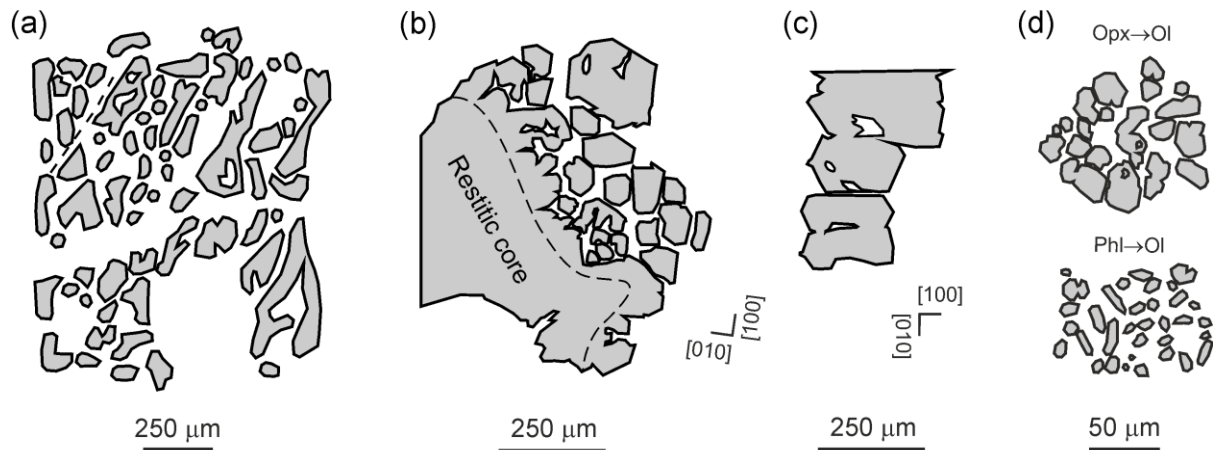 (a)
(b)
(c)
(d)
Opx→Ol
Restitic core
Phl→Ol
[010]
[100]
[100]
[010]
250 μm
250 μm
250 μm
50 μm